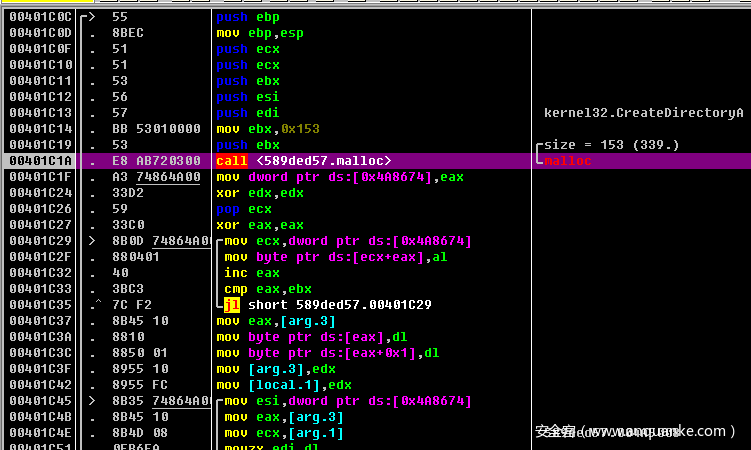 00401C0C > 55 push ebp
00401C0D . 8BEC mov ebp,esp
00401C0F . 51 push ecx
00401C10 . 51 push ecx
00401C11 . 53 push ebx
00401C12 . 56 push esi
00401C13 . 57 push edi kernel32.CreateDirectoryA
00401C14 . BB 53010000 mov ebx,0x153
00401C19 . 53 push ebx size = 153 (339.)
00401C1A . E8 AB720300 call <589ded57.malloc> malloc
00401C1F . A3 74864A00 mov dword ptr ds:[0x4A8674],eax
00401C24 . 33D2 xor edx,edx
00401C26 . 59 pop ecx
00401C27 . 33C0 xor eax,eax
00401C29 > 8B0D 74864A00 mov ecx,dword ptr ds:[0x4A8674]
00401C2F . 880401 mov byte ptr ds:[ecx+eax],al
00401C32 . 40 inc eax
00401C33 . 3BC3 cmp eax,ebx
00401C35 .^ 7C F2 jl short 589ded57.00401C29
00401C37 . 8B45 10 mov eax,[arg.3]
00401C3A . 8810 mov byte ptr ds:[eax],dl
00401C3C . 8850 01 mov byte ptr ds:[eax+0x1],dl
00401C3F . 8955 10 mov [arg.3],edx
00401C42 . 8955 FC mov [local.1],edx
00401C45 > 8B35 74864A00 mov esi,dword ptr ds:[0x4A8674]
00401C4B . 8B45 10 mov eax,[arg.3]
00401C4E . 8B4D 08 mov ecx,[arg.1]
安全客 ( www.anquanke.com )
00401C51 0FB6FA movzx edi,dl